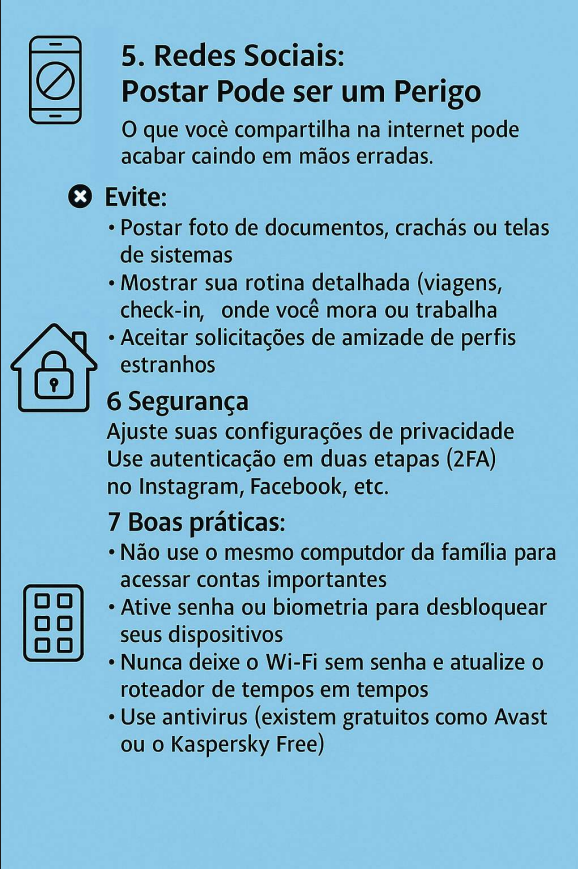 5. Redes Sociais:
Postar Pode ser um Perigo
O que vocè compartilha na internet pode
acabar caindo em mãos erradas.
Evite:
• Postar foto de documentos, crachás ou telas
de sistemas
• Mostrar sua rotina detalhada (viagens,
check-in, onde você mora ou trabalha
• Aceitar solicitações de amizade de perfis
estranhos
6 Segurança
Ajuste suas configurações de privacidade
Use autenticação em duas etapas (2FA)
no Instagram, Facebook, etc.
7 Boas práticas:
• Não use o mesmo computdor da família para
acessar contas importantes
• Ative senha ou biometria para desbloquear
seus dispositivos
• Nunca deixe o Wi-Fi sem senha e atualize o
roteador de tempos em tempos
• Use antivirus (existem gratuitos como Avast
ou o Kaspersky Free)